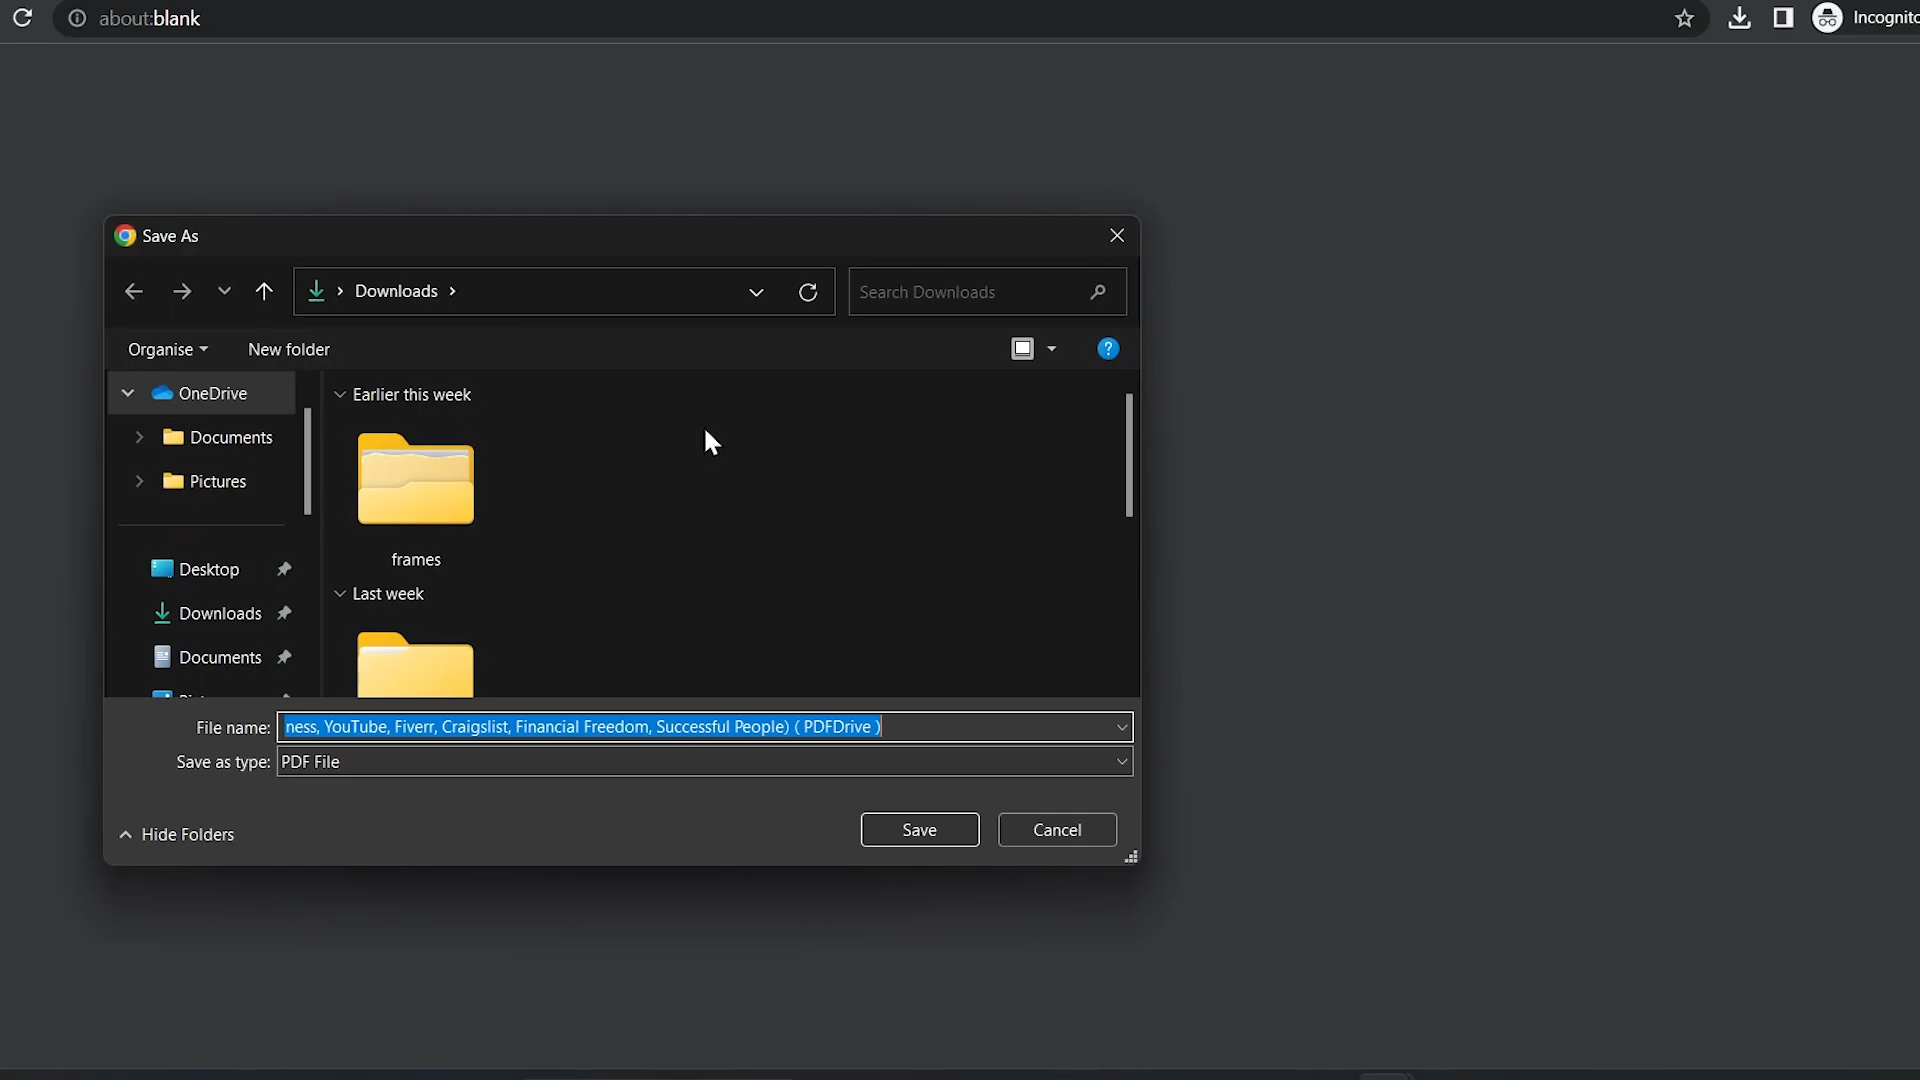 about:blank
Incognito
Save As
Downloads
Search Downloads
Organise
New folder
OneDrive
Documents
Pictures
Desktop
Downloads
Documents
Earlier this week
frames
Last week
File name: ness, YouTube, Fiverr, Craigslist, Financial Freedom, Successful People) ( PDFDrive )
Save as type: PDF File
Hide Folders
Save
Cancel